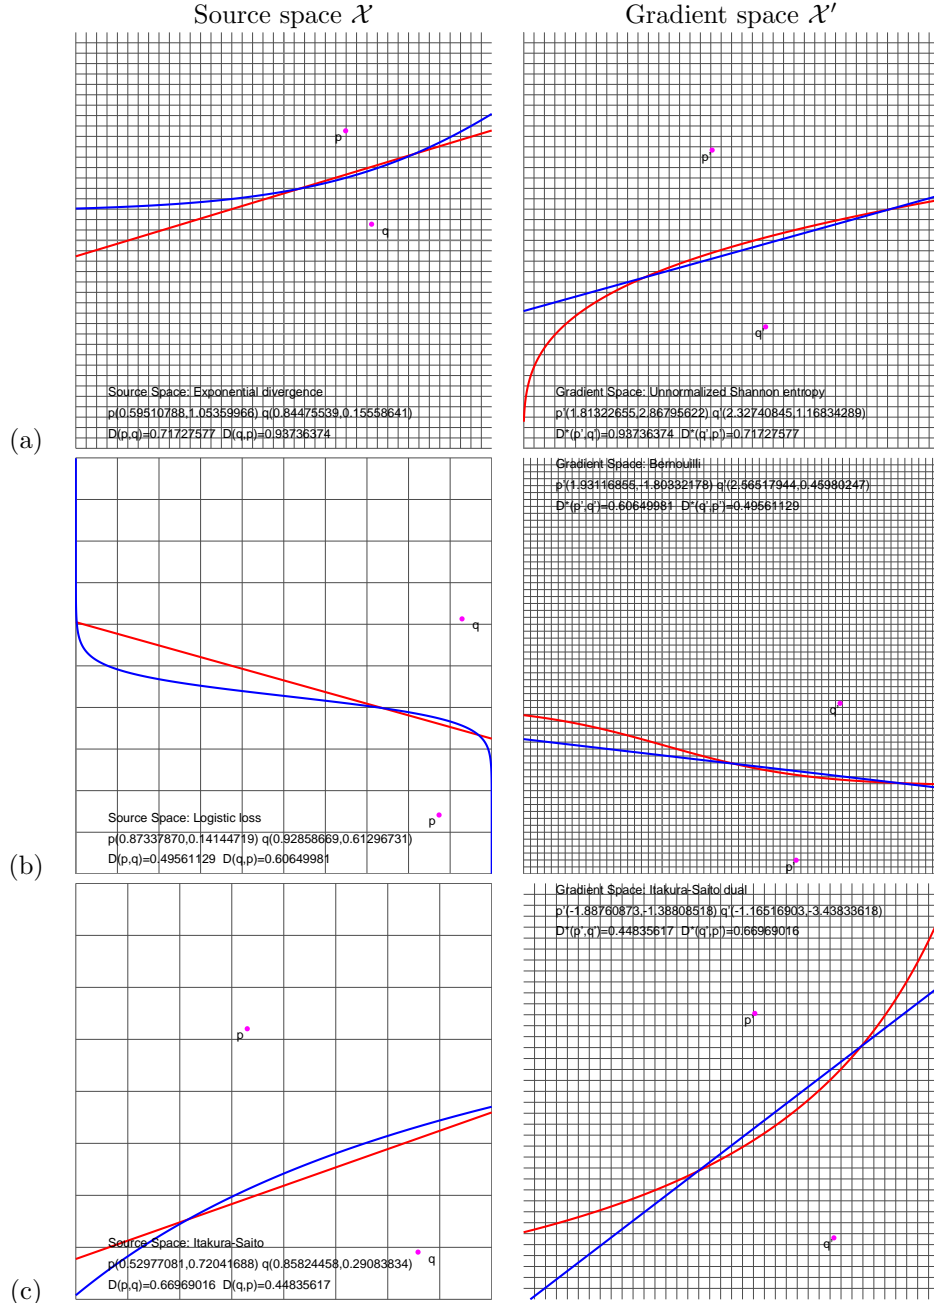 Source space 𝒳
Gradient space 𝒳′
p
q
p'
q'
Source Space: Exponential divergence
p(0.59510788,1.05359966) q(0.84475539,0.15558641)
D(p,q)=0.71727577 D(q,p)=0.93736374
Gradient Space: Unnormalized Shannon entropy
p'(1.81322655,2.86795622) q'(2.32740845,1.16834289)
D*(p',q')=0.93736374 D*(q',p')=0.71727577
(a)
q
p
Source Space: Logistic loss
p(0.87337870,0.14144719) q(0.92858669,0.61296731)
D(p,q)=0.49561129 D(q,p)=0.60649981
Gradient Space: Bernouilli
p'(1.93116855,-1.80332178) q'(2.56517944,0.45980247)
D*(p',q')=0.60649981 D*(q',p')=0.49561129
q'
p'
(b)
p
q
Source Space: Itakura-Saito
p(0.52977081,0.72041688) q(0.85824458,0.29083834)
D(p,q)=0.66969016 D(q,p)=0.44835617
Gradient Space: Itakura-Saito dual
p'(-1.88760873,-1.38808518) q'(-1.16516903,-3.43833618)
D*(p',q')=0.44835617 D*(q',p')=0.66969016
p'
q'
(c)